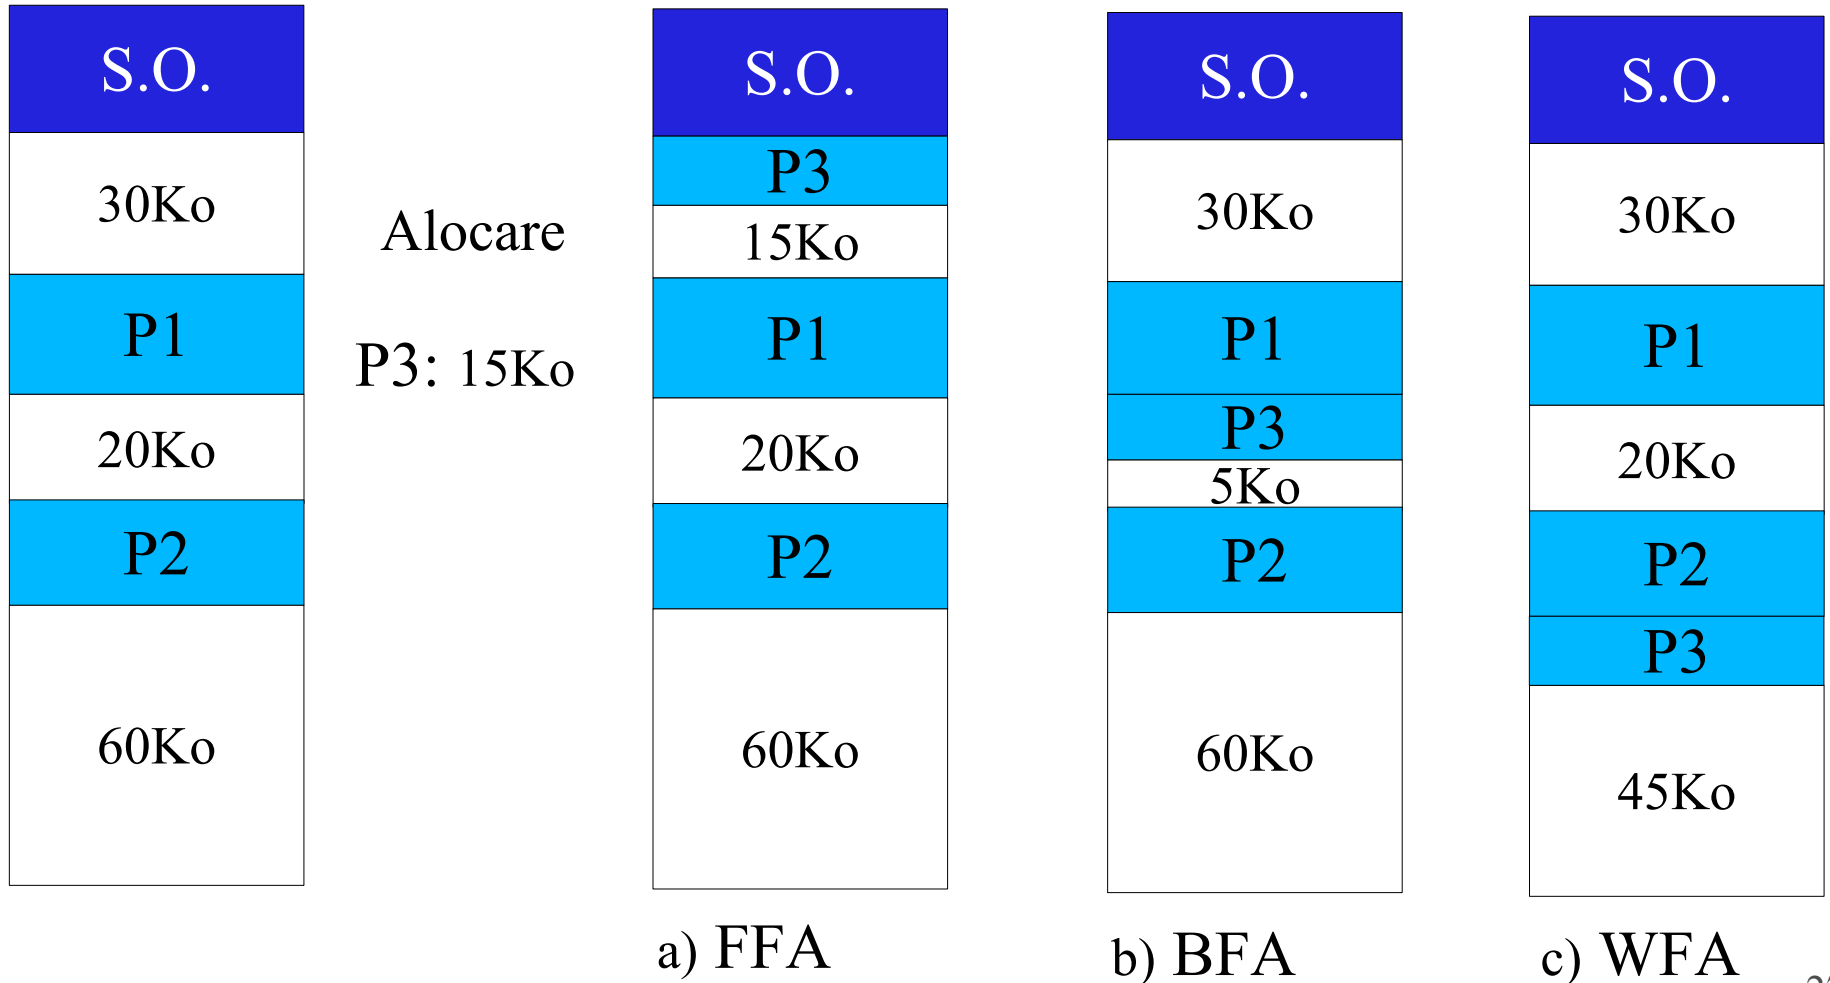 S.O.
30Ko
P1
20Ko
P2
60Ko
Alocare
P3: 15Ko
S.O.
P3
15Ko
P1
20Ko
P2
60Ko
a) FFA
S.O.
30Ko
P1
P3
5Ko
P2
60Ko
b) BFA
S.O.
30Ko
P1
20Ko
P2
P3
45Ko
c) WFA